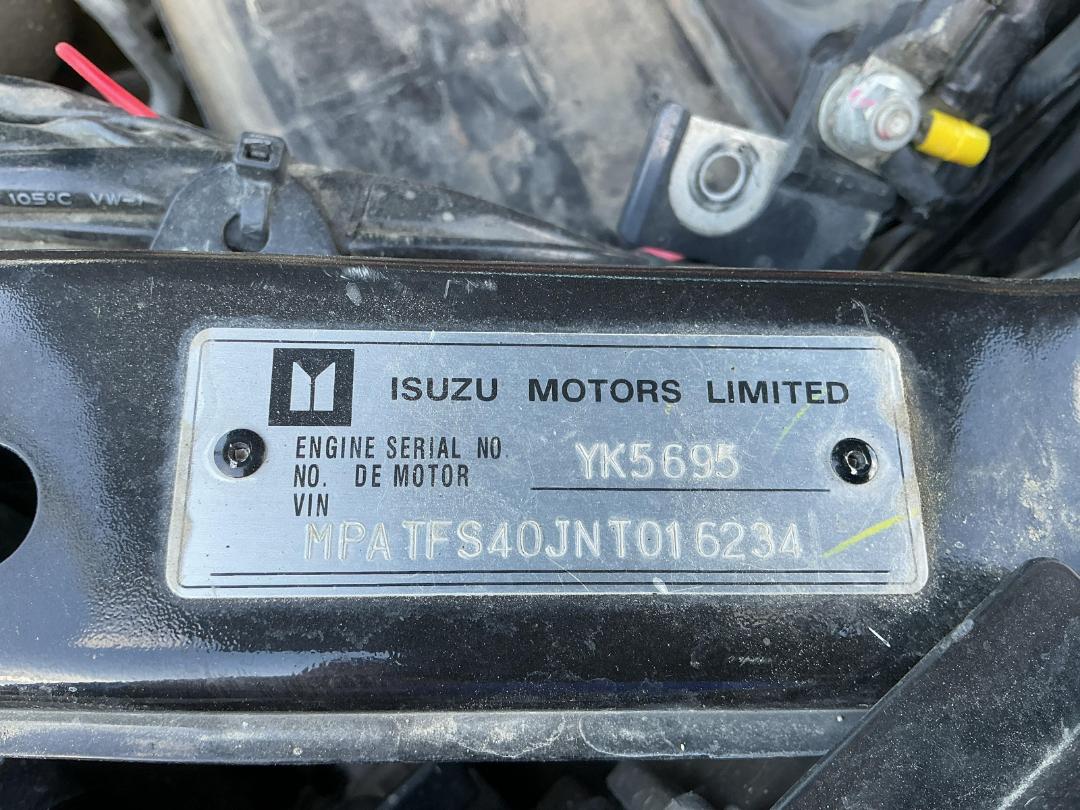 105°C VW-1
ISUZU MOTORS LIMITED
ENGINE SERIAL NO. YK5695
NO. DE MOTOR
VIN
MPATFS40JNT016234